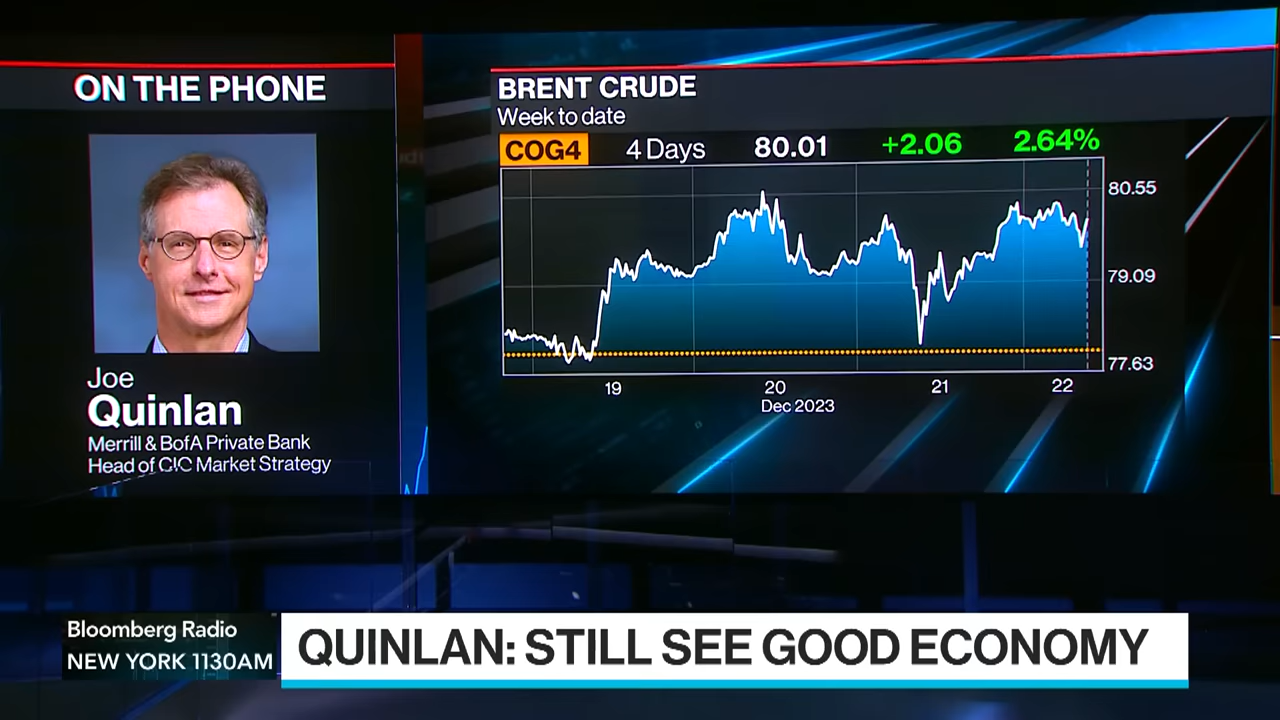 ON THE PHONE
Joe
Quinlan
Merrill & BofA Private Bank
Head of CIC Market Strategy
BRENT CRUDE
Week to date
COG4 4 Days 80.01 +2.06 2.64%
80.55
79.09
77.63
19 20 21 22
Dec 2023
Bloomberg Radio
NEW YORK 1130AM
QUINLAN: STILL SEE GOOD ECONOMY